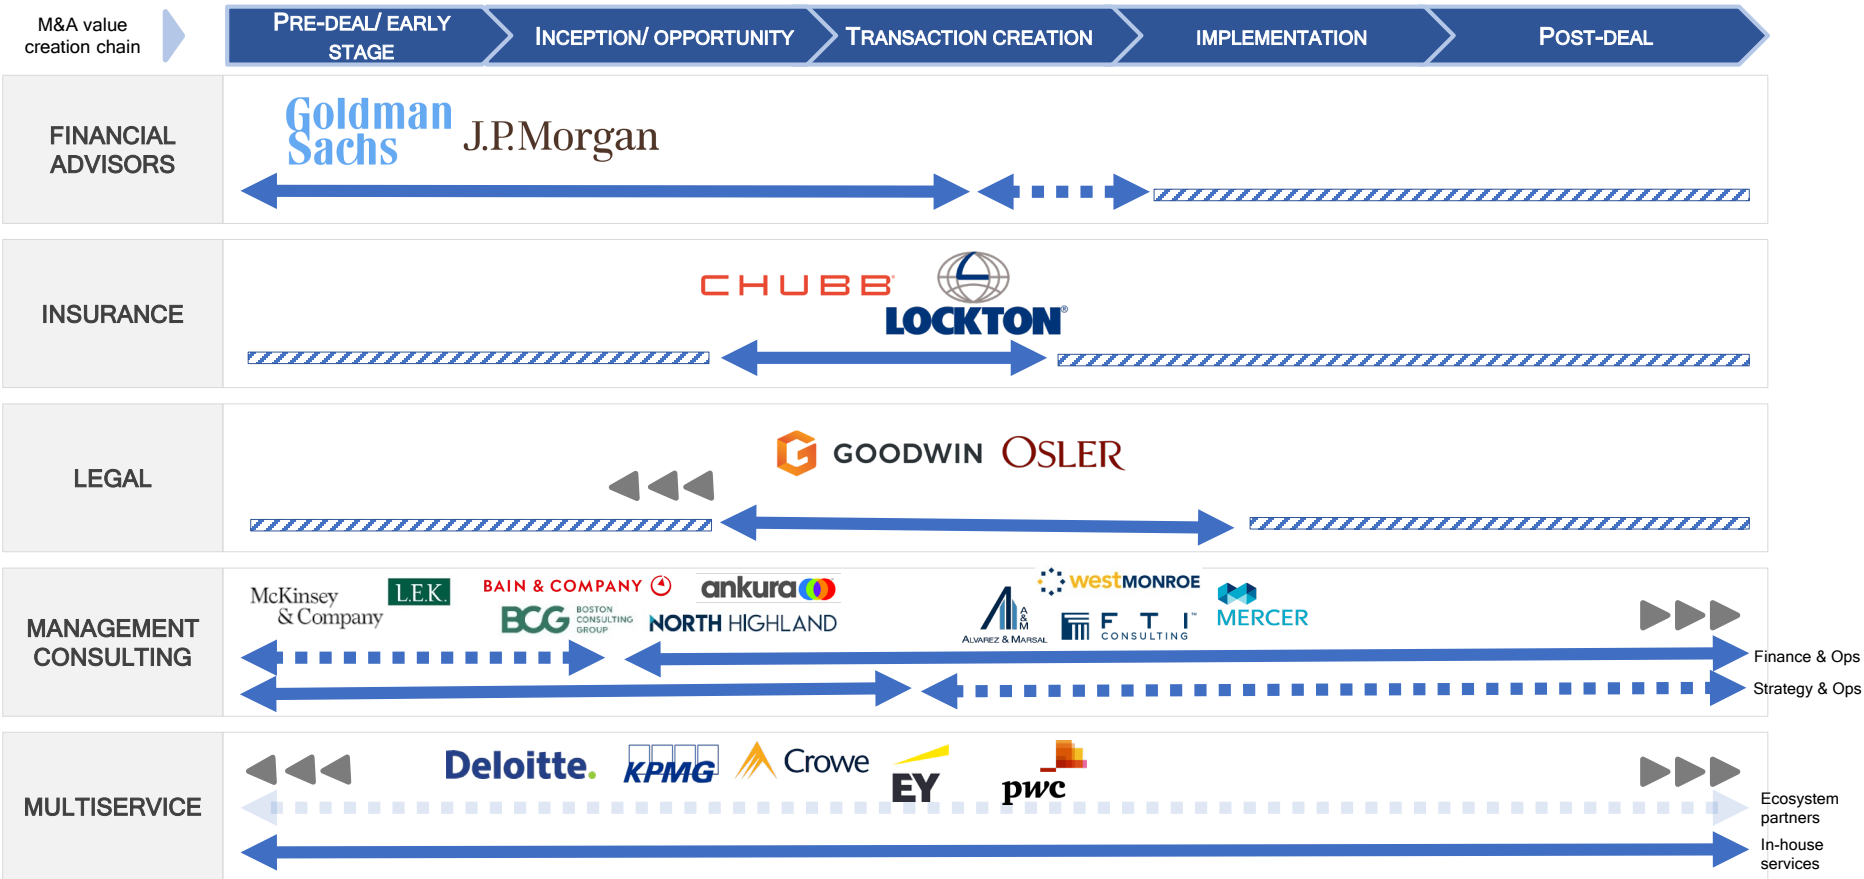 M&A value
creation chain
PRE-DEAL/ EARLY
STAGE
INCEPTION/ OPPORTUNITY
TRANSACTION CREATION
IMPLEMENTATION
POST-DEAL
FINANCIAL
ADVISORS
Goldman
Sachs
J.P.Morgan
INSURANCE
CHUBB®
LOCKTON®
LEGAL
G GOODWIN
OSLER
MANAGEMENT
CONSULTING
McKinsey
& Company
L.E.K.
BAIN & COMPANY
BCG
BOSTON
CONSULTING
GROUP
ankura
NORTH HIGHLAND
A&M
ALVAREZ & MARSAL
westMONROE
FTI™
CONSULTING
MERCER
Finance & Ops
Strategy & Ops
MULTISERVICE
Deloitte.
KPMG
Crowe
EY
pwc
Ecosystem
partners
In-house
services